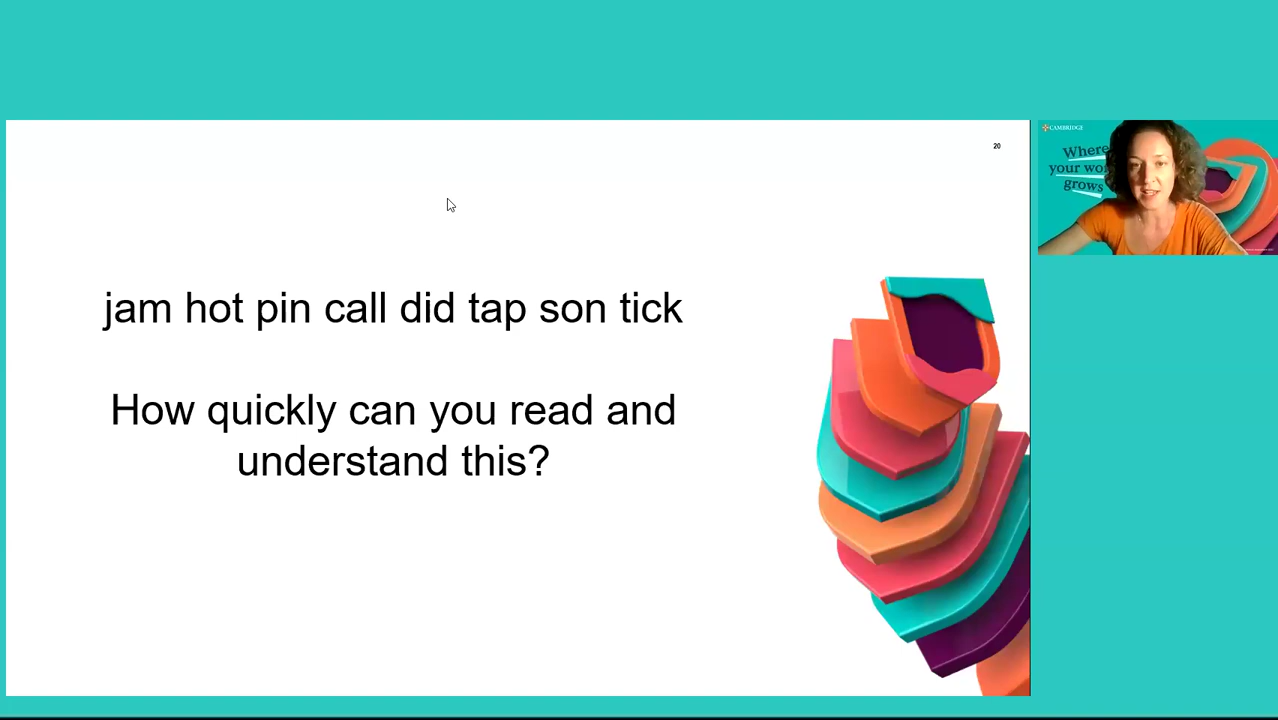 20
jam hot pin call did tap son tick
How quickly can you read and
understand this?
CAMBRIDGE
Where
your wo
grows